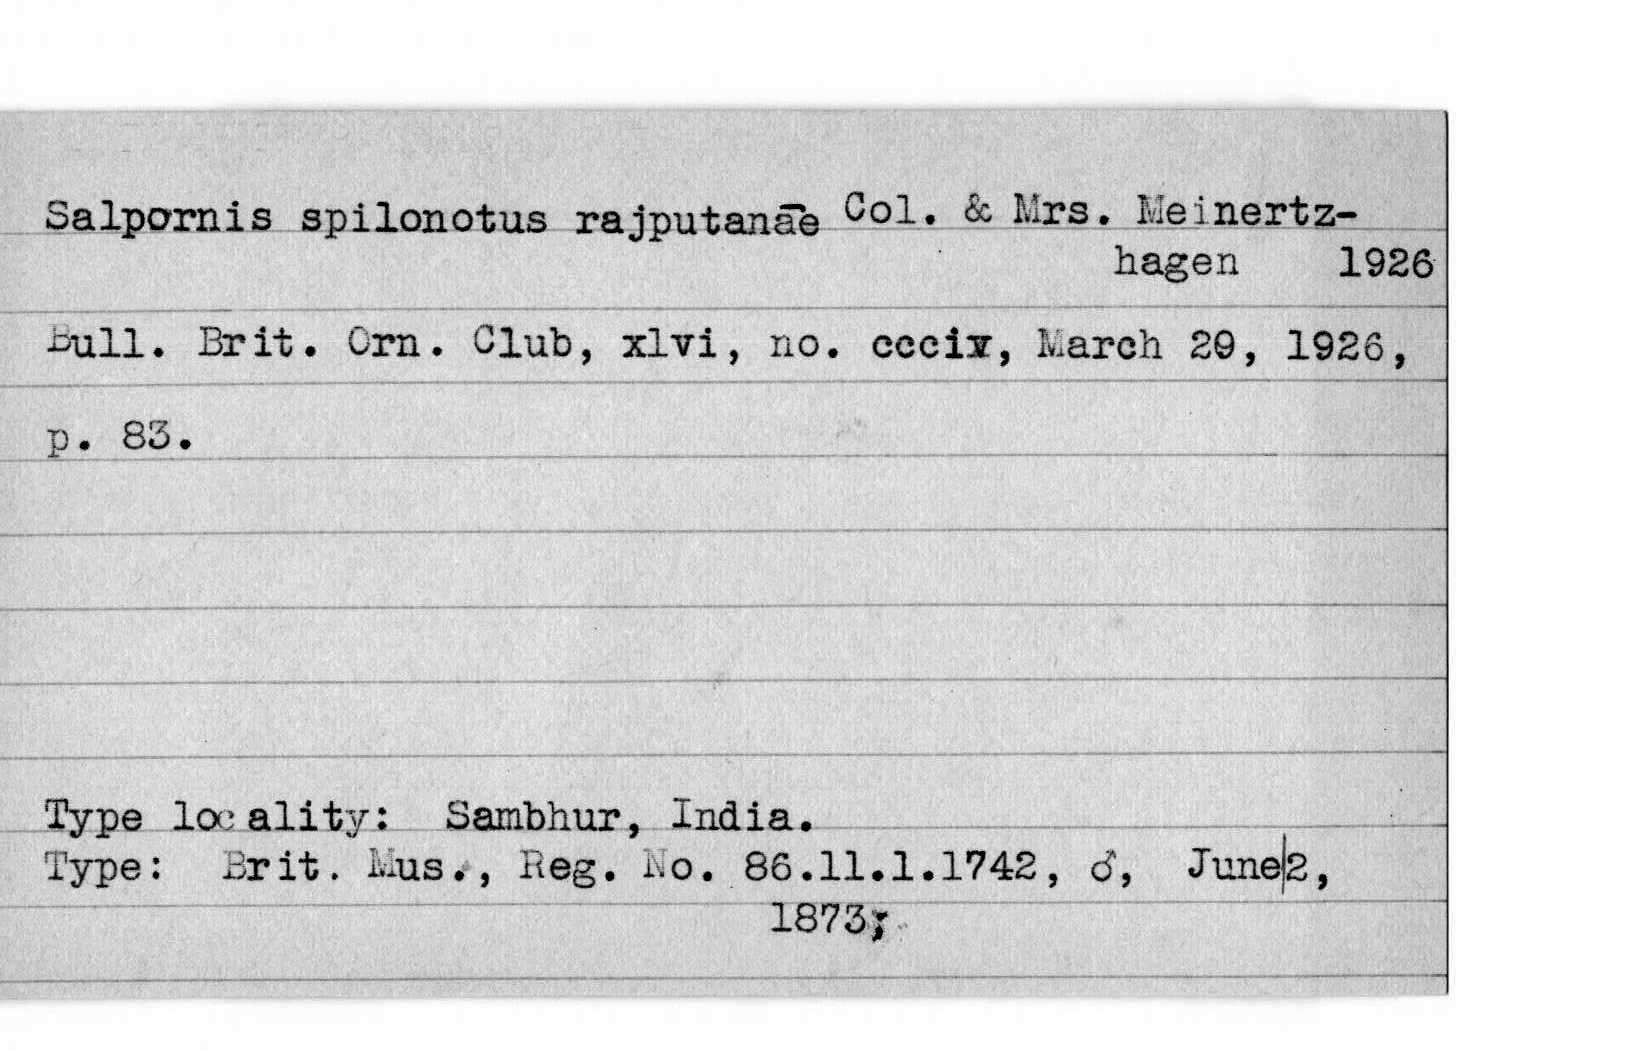 Salpornis spilonotus rajputanae Col. & Mrs. Meinertz-
hagen 1926
Bull. Brit. Orn. Club, xlvi, no. cccix, March 29, 1926,
p. 83.
Type locality: Sambhur, India.
Type: Brit. Mus., Reg. No. 86.11.1.1742, ♂, June 2,
1873;